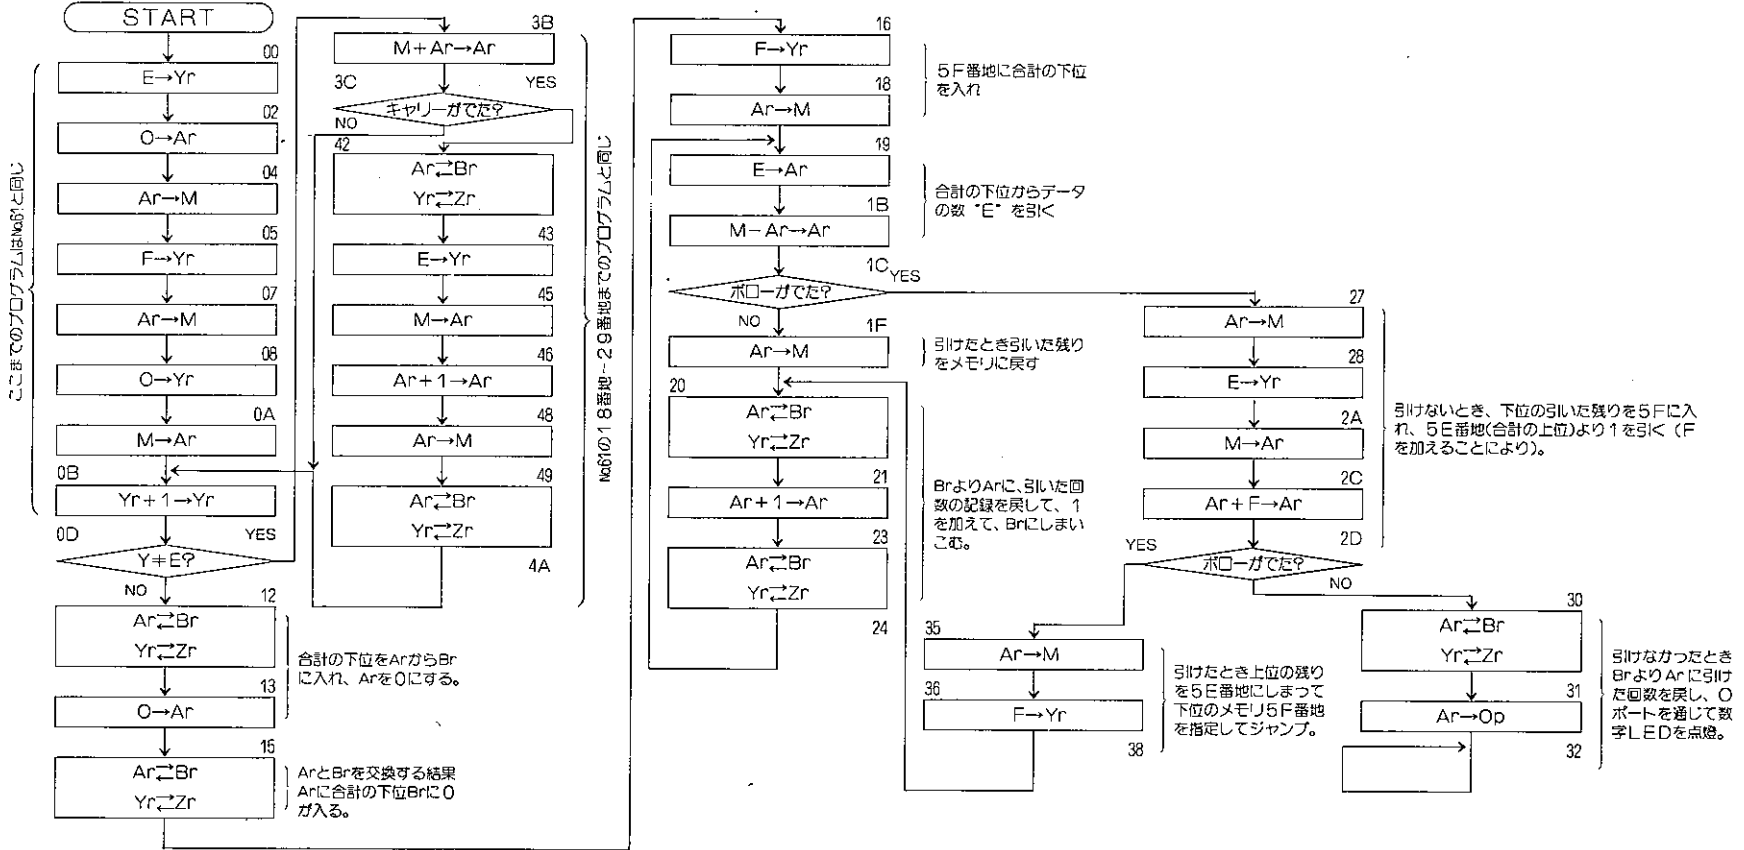 START
00
E→Yr
02
O→Ar
04
Ar→M
05
F→Yr
07
Ar→M
08
O→Yr
0A
M→Ar
0B
Yr+1→Yr
0D
YES
Y≠E?
NO
12
Ar⇄Br
Yr⇄Zr
13
O→Ar
15
Ar⇄Br
Yr⇄Zr
ここまでのプログラムはNo.61と同じ
合計の下位をArからBr
に入れ、Arを0にする。
ArとBrを交換する結果
Arに合計の下位Brに0
が入る。
3B
M+Ar→Ar
3C
YES
キャリーがでた?
NO
42
Ar⇄Br
Yr⇄Zr
43
E→Yr
45
M→Ar
46
Ar+1→Ar
48
Ar→M
49
Ar⇄Br
Yr⇄Zr
4A
No.61の18番地~29番地までのプログラムと同じ
16
F→Yr
18
Ar→M
5F番地に合計の下位
を入れ
19
E→Ar
1B
M-Ar→Ar
合計の下位からデータ
の数"E"を引く
1C
YES
ボローがでた?
NO
1F
Ar→M
引けたとき引いた残り
をメモリに戻す
20
Ar⇄Br
Yr⇄Zr
21
Ar+1→Ar
23
Ar⇄Br
Yr⇄Zr
24
BrよりArに、引いた回
数の記録を戻して、1
を加えて、Brにしまい
こむ。
27
Ar→M
28
E→Yr
2A
M→Ar
2C
Ar+F→Ar
2D
YES
ボローがでた?
NO
引けないとき、下位の引いた残りを5Fに入
れ、5E番地(合計の上位)より1を引く(F
を加えることにより)。
35
Ar→M
36
F→Yr
38
引けたとき上位の残り
を5E番地にしまって
下位のメモリ5F番地
を指定してジャンプ。
30
Ar⇄Br
Yr⇄Zr
31
Ar→Op
32
引けなかったとき
BrよりArに引け
た回数を戻し、O
ポートを通じて数
字LEDを点燈。